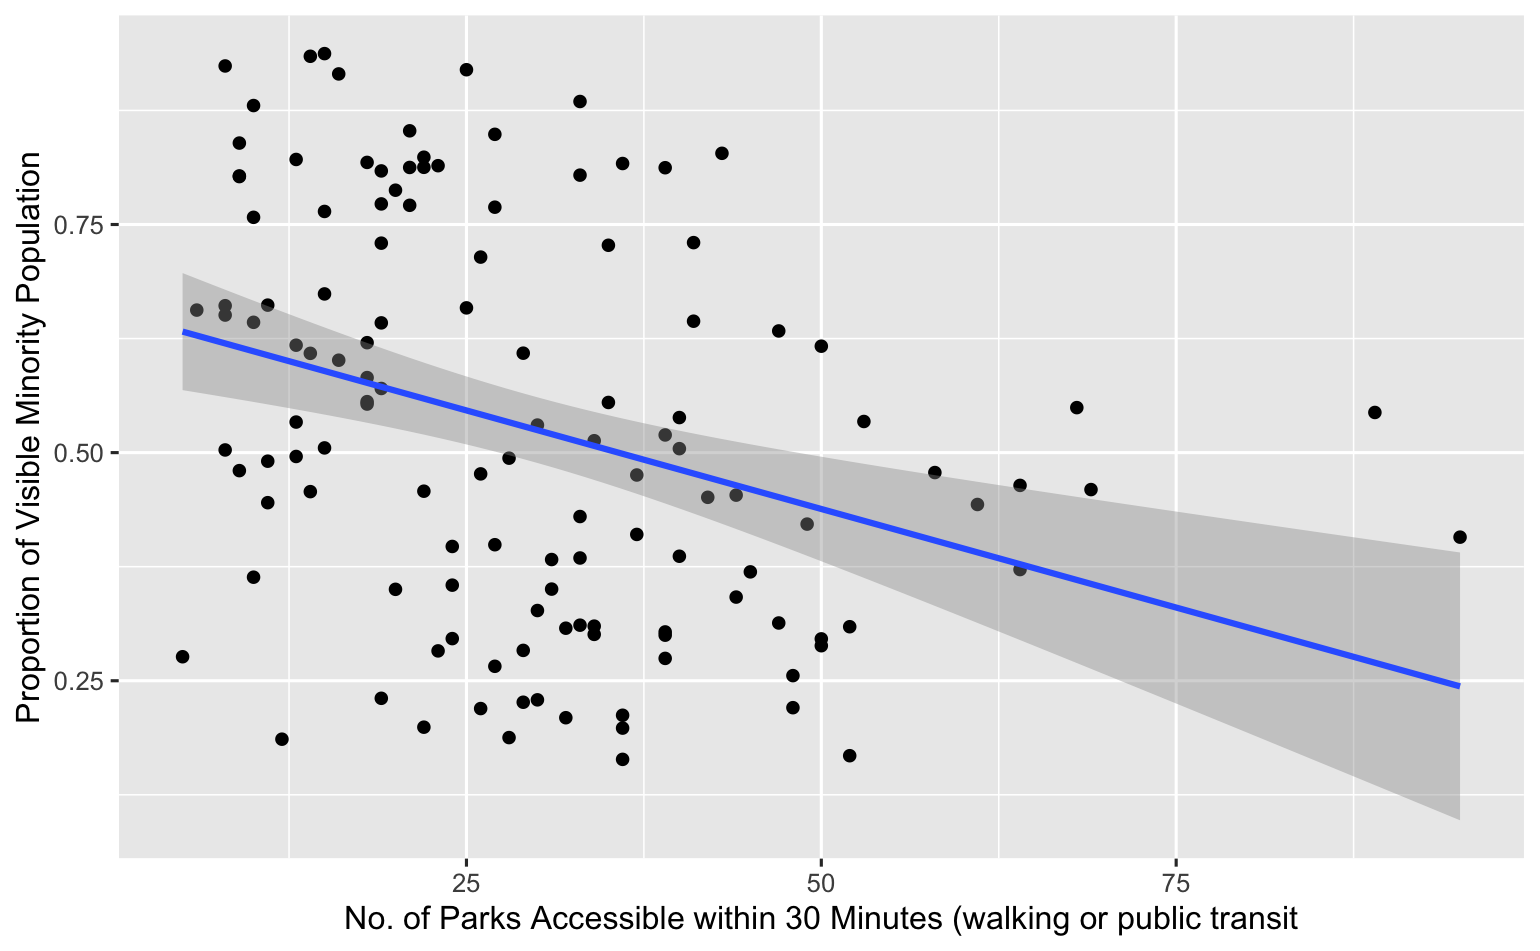 Proportion of Visible Minority Population
0.75
0.50
0.25
25 50 75
No. of Parks Accessible within 30 Minutes (walking or public transit